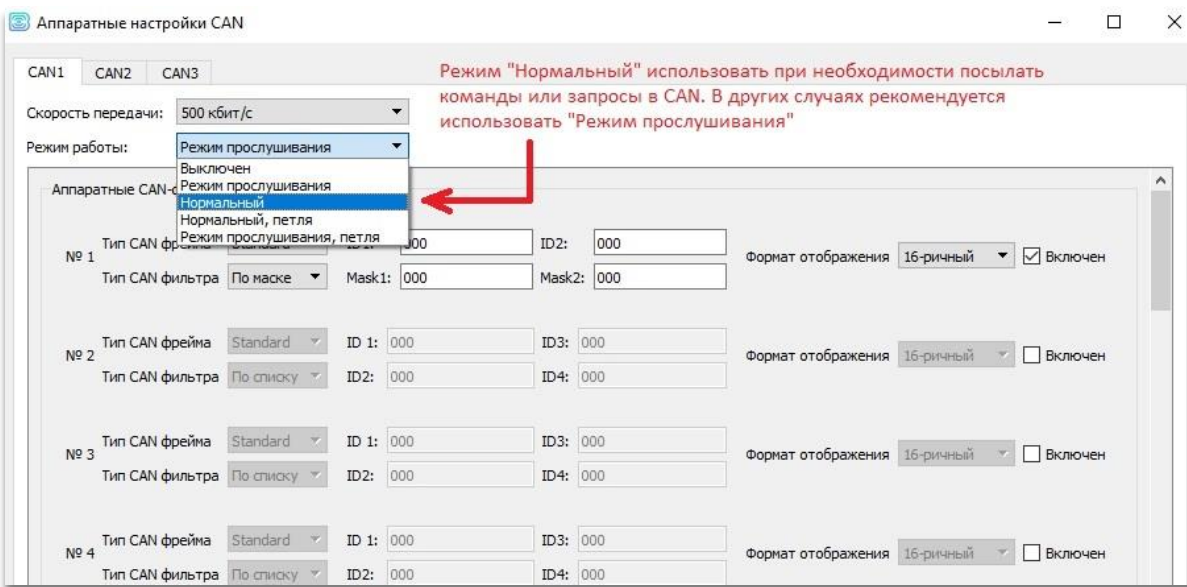 Аппаратные настройки CAN
CAN1 CAN2 CAN3
Режим "Нормальный" использовать при необходимости посылать
команды или запросы в CAN. В других случаях рекомендуется
использовать "Режим прослушивания"
Скорость передачи: 500 кбит/с
Режим работы: Режим прослушивания
Выключен
Режим прослушивания
Нормальный
Нормальный, петля
Режим прослушивания, петля
Аппаратные CAN-
№ 1
Тип CAN 000 ID2: 000
Тип CAN фильтра По маске Mask1: 000 Mask2: 000
Формат отображения 16-ричный Включен
№ 2
Тип CAN фрейма Standard ID 1: 000 ID3: 000
Тип CAN фильтра По списку ID2: 000 ID4: 000
Формат отображения 16-ричный Включен
№ 3
Тип CAN фрейма Standard ID 1: 000 ID3: 000
Тип CAN фильтра По списку ID2: 000 ID4: 000
Формат отображения 16-ричный Включен
№ 4
Тип CAN фрейма Standard ID 1: 000 ID3: 000
Тип CAN фильтра По списку ID2: 000 ID4: 000
Формат отображения 16-ричный Включен